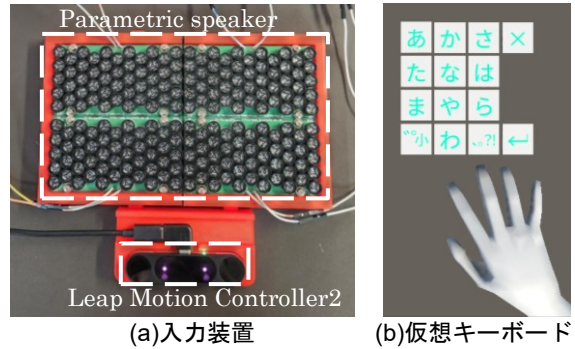 Parametric speaker
Leap Motion Controller2
(a)入力装置
あ か さ ×
た な は
ま や ら
゛゜小 わ 、。?! ↵
(b)仮想キーボード